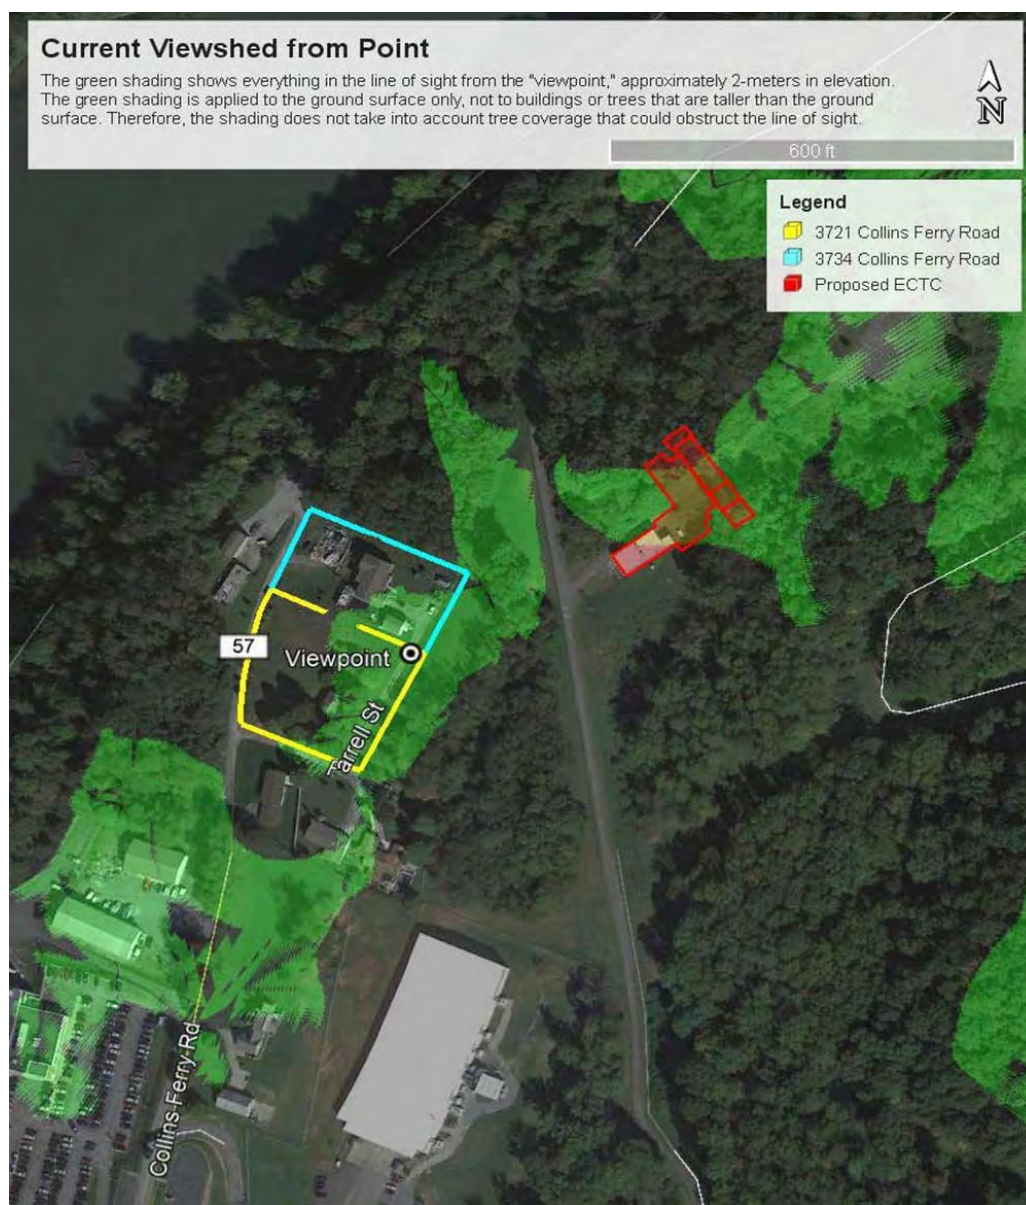 Current Viewshed from Point
The green shading shows everything in the line of sight from the "viewpoint," approximately 2-meters in elevation.
The green shading is applied to the ground surface only, not to buildings or trees that are taller than the ground
surface. Therefore, the shading does not take into account tree coverage that could obstruct the line of sight.
N
600 ft
Legend
3721 Collins Ferry Road
3734 Collins Ferry Road
Proposed ECTC
57
Viewpoint
Farrell St
Collins-Ferry-Rd